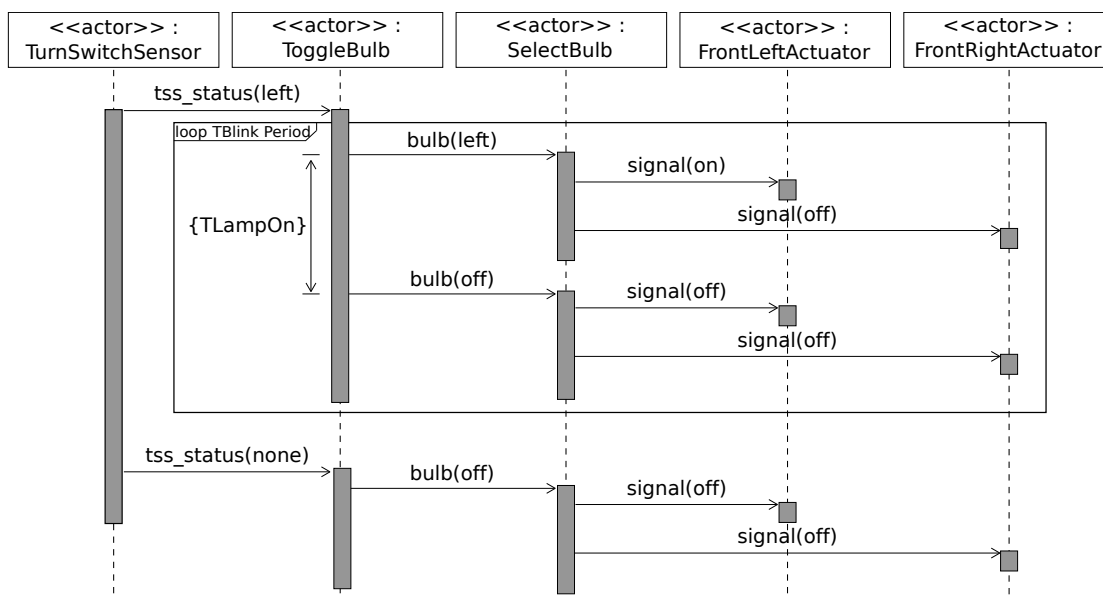 <<actor>> :
TurnSwitchSensor
<<actor>> :
ToggleBulb
<<actor>> :
SelectBulb
<<actor>> :
FrontLeftActuator
<<actor>> :
FrontRightActuator
tss_status(left)
loop TBlink Period
bulb(left)
signal(on)
signal(off)
{TLampOn}
bulb(off)
signal(off)
signal(off)
tss_status(none)
bulb(off)
signal(off)
signal(off)